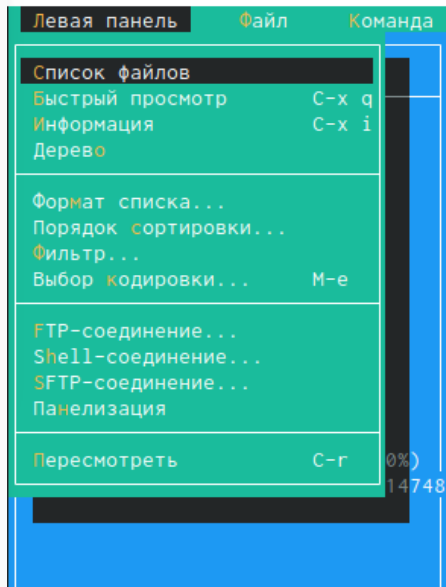 Левая панель Файл Команда
Список файлов
Быстрый просмотр C-x q
Информация C-x i
Дерево
Формат списка...
Порядок сортировки...
Фильтр...
Выбор кодировки... M-e
FTP-соединение...
Shell-соединение...
SFTP-соединение...
Панелизация
Пересмотреть C-r
0%)
14748